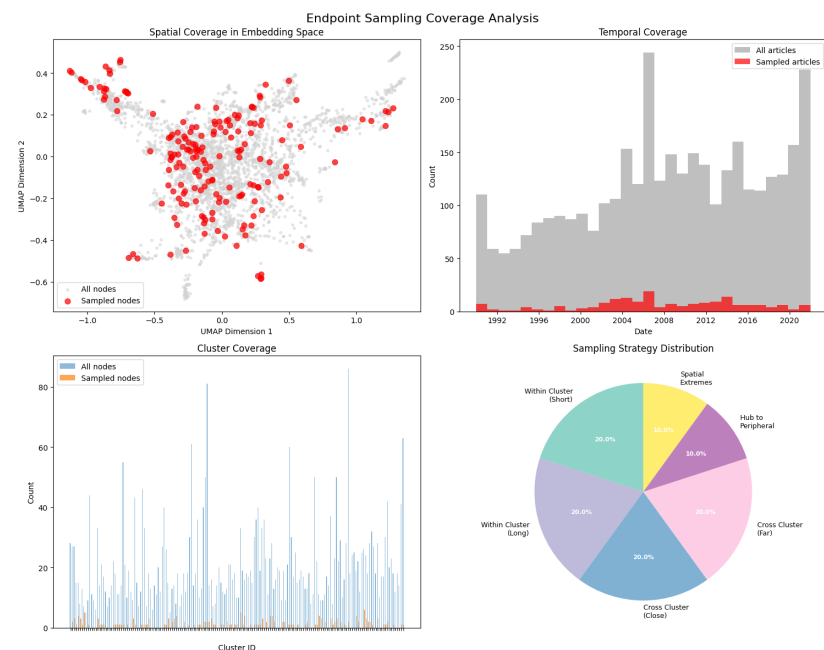 Endpoint Sampling Coverage Analysis
Spatial Coverage in Embedding Space
0.4
0.2
0.0
−0.2
−0.4
−0.6
UMAP Dimension 2
All nodes
Sampled nodes
−1.0
−0.5
0.0
0.5
1.0
UMAP Dimension 1
Temporal Coverage
250
200
150
100
50
0
Count
All articles
Sampled articles
1992
1996
2000
2004
2008
2012
2016
2020
Date
Cluster Coverage
80
60
40
20
0
Count
All nodes
Sampled nodes
Cluster ID
Sampling Strategy Distribution
Spatial
Extremes
10.0%
Hub to
Peripheral
10.0%
Within Cluster
(Short)
20.0%
Within Cluster
(Long)
20.0%
Cross Cluster
(Far)
20.0%
Cross Cluster
(Close)
20.0%